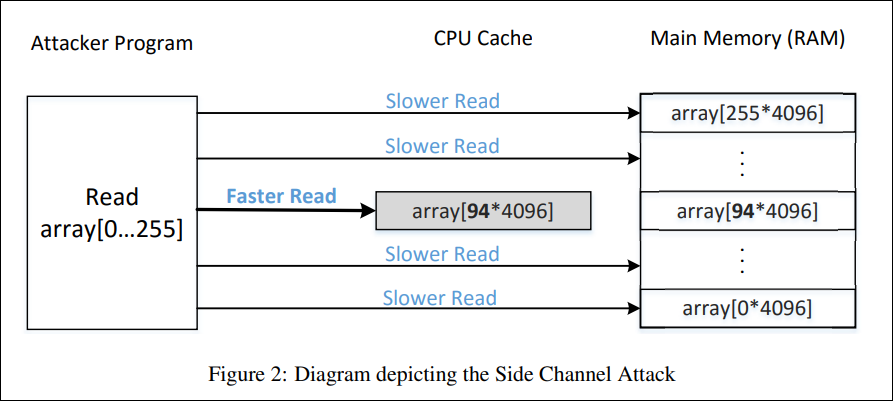 Attacker Program
CPU Cache
Main Memory (RAM)
Slower Read
array[255*4096]
Slower Read
⋮
Read
array[0...255]
Faster Read
array[94*4096]
array[94*4096]
Slower Read
⋮
Slower Read
array[0*4096]
Figure 2: Diagram depicting the Side Channel Attack